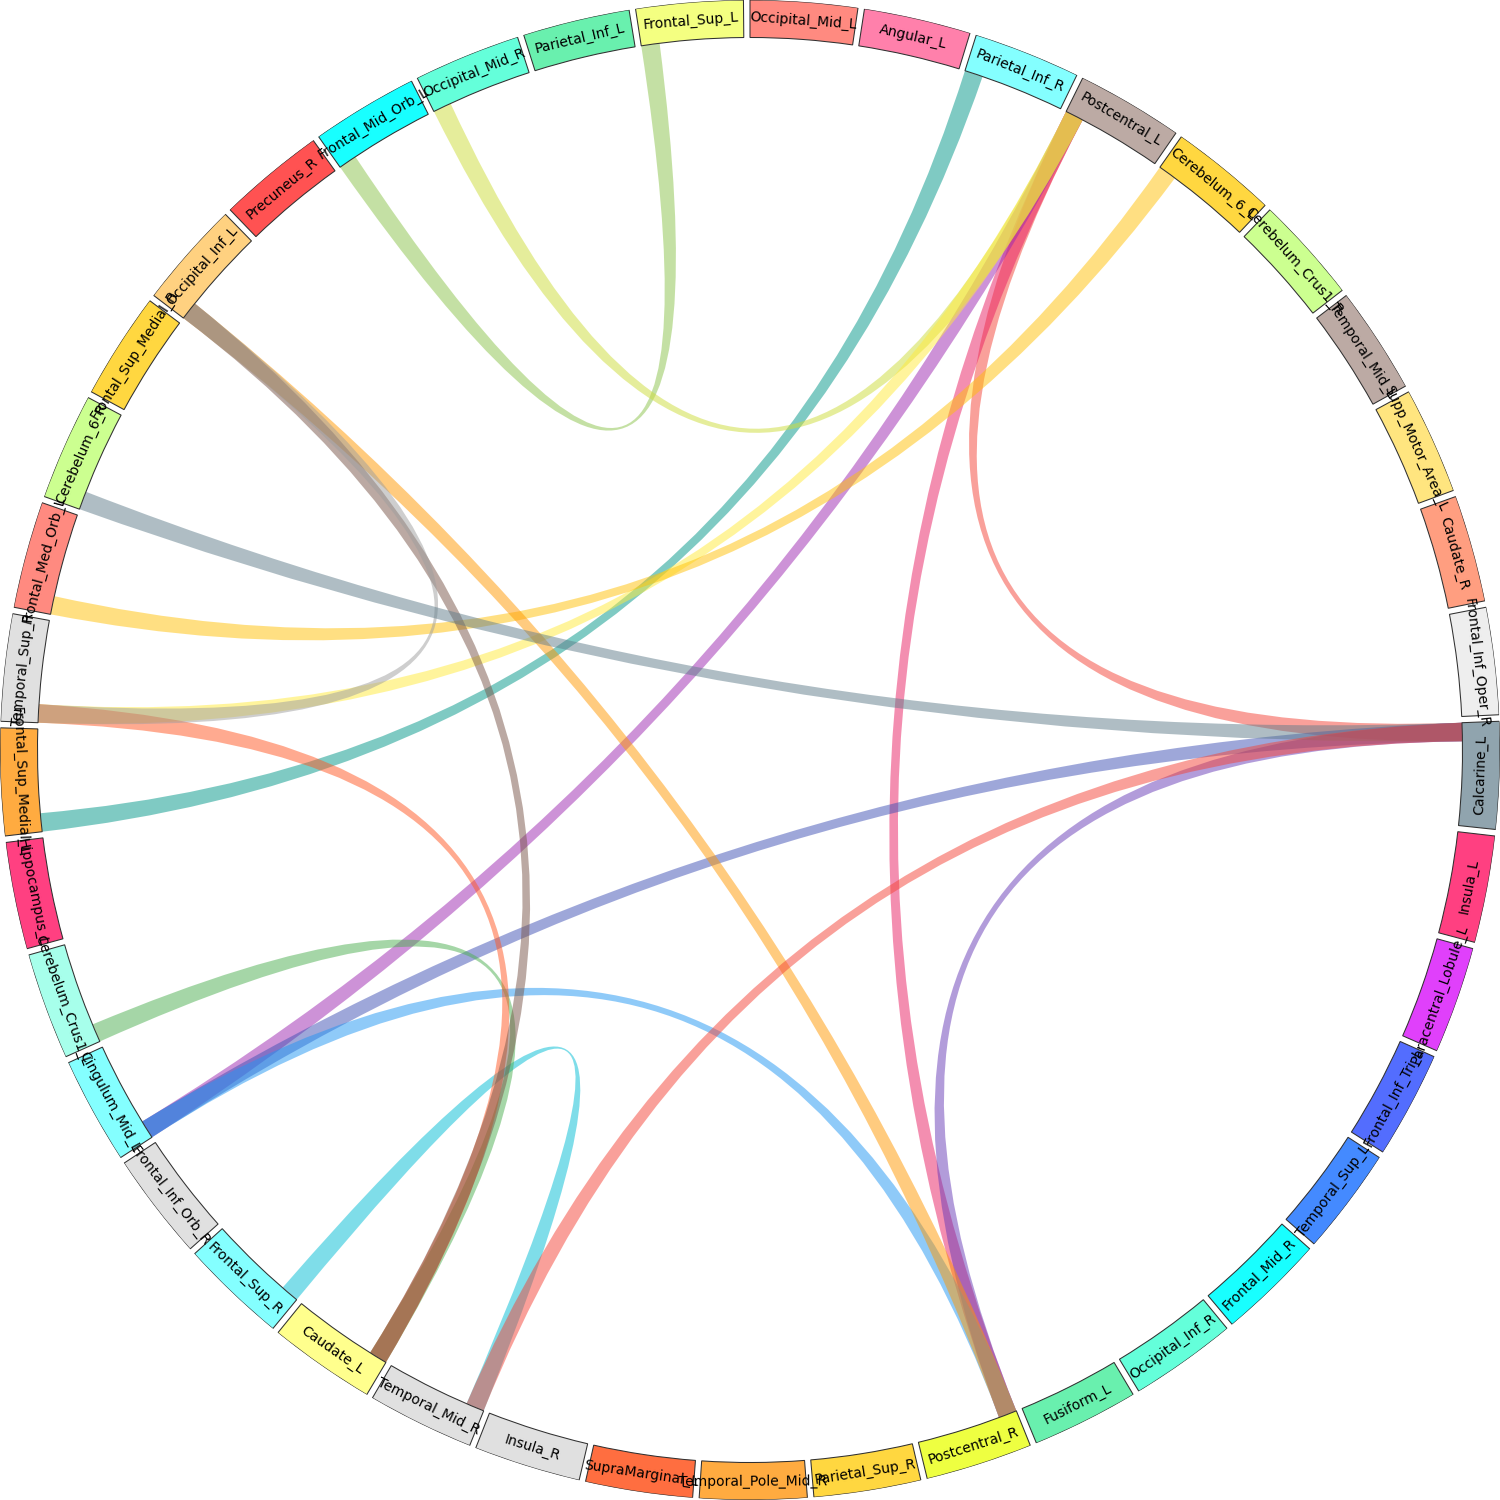 Occipital_Mid_L
Angular_L
Parietal_Inf_R
Postcentral_L
Cerebelum_6_L
Cerebelum_Crus1_R
Temporal_Mid_L
Supp_Motor_Area_L
Caudate_R
Frontal_Inf_Oper_R
Calcarine_L
Insula_L
Paracentral_Lobule_L
Temporal_Sup_L
Frontal_Mid_R
Occipital_Inf_R
Fusiform_L
Postcentral_R
Parietal_Sup_R
Temporal_Pole_Mid_R
SupraMarginal_L
Insula_R
Temporal_Mid_R
Caudate_L
Frontal_Sup_R
Frontal_Inf_Orb_R
Cerebelum_Crus1_L
Hippocampus_L
Frontal_Sup_Medial_L
Temporal_Sup_R
Frontal_Med_Orb_L
Cerebelum_6_R
Frontal_Sup_Medial_R
Occipital_Inf_L
Precuneus_R
Frontal_Mid_Orb_L
Occipital_Mid_R
Parietal_Inf_L
Frontal_Sup_L